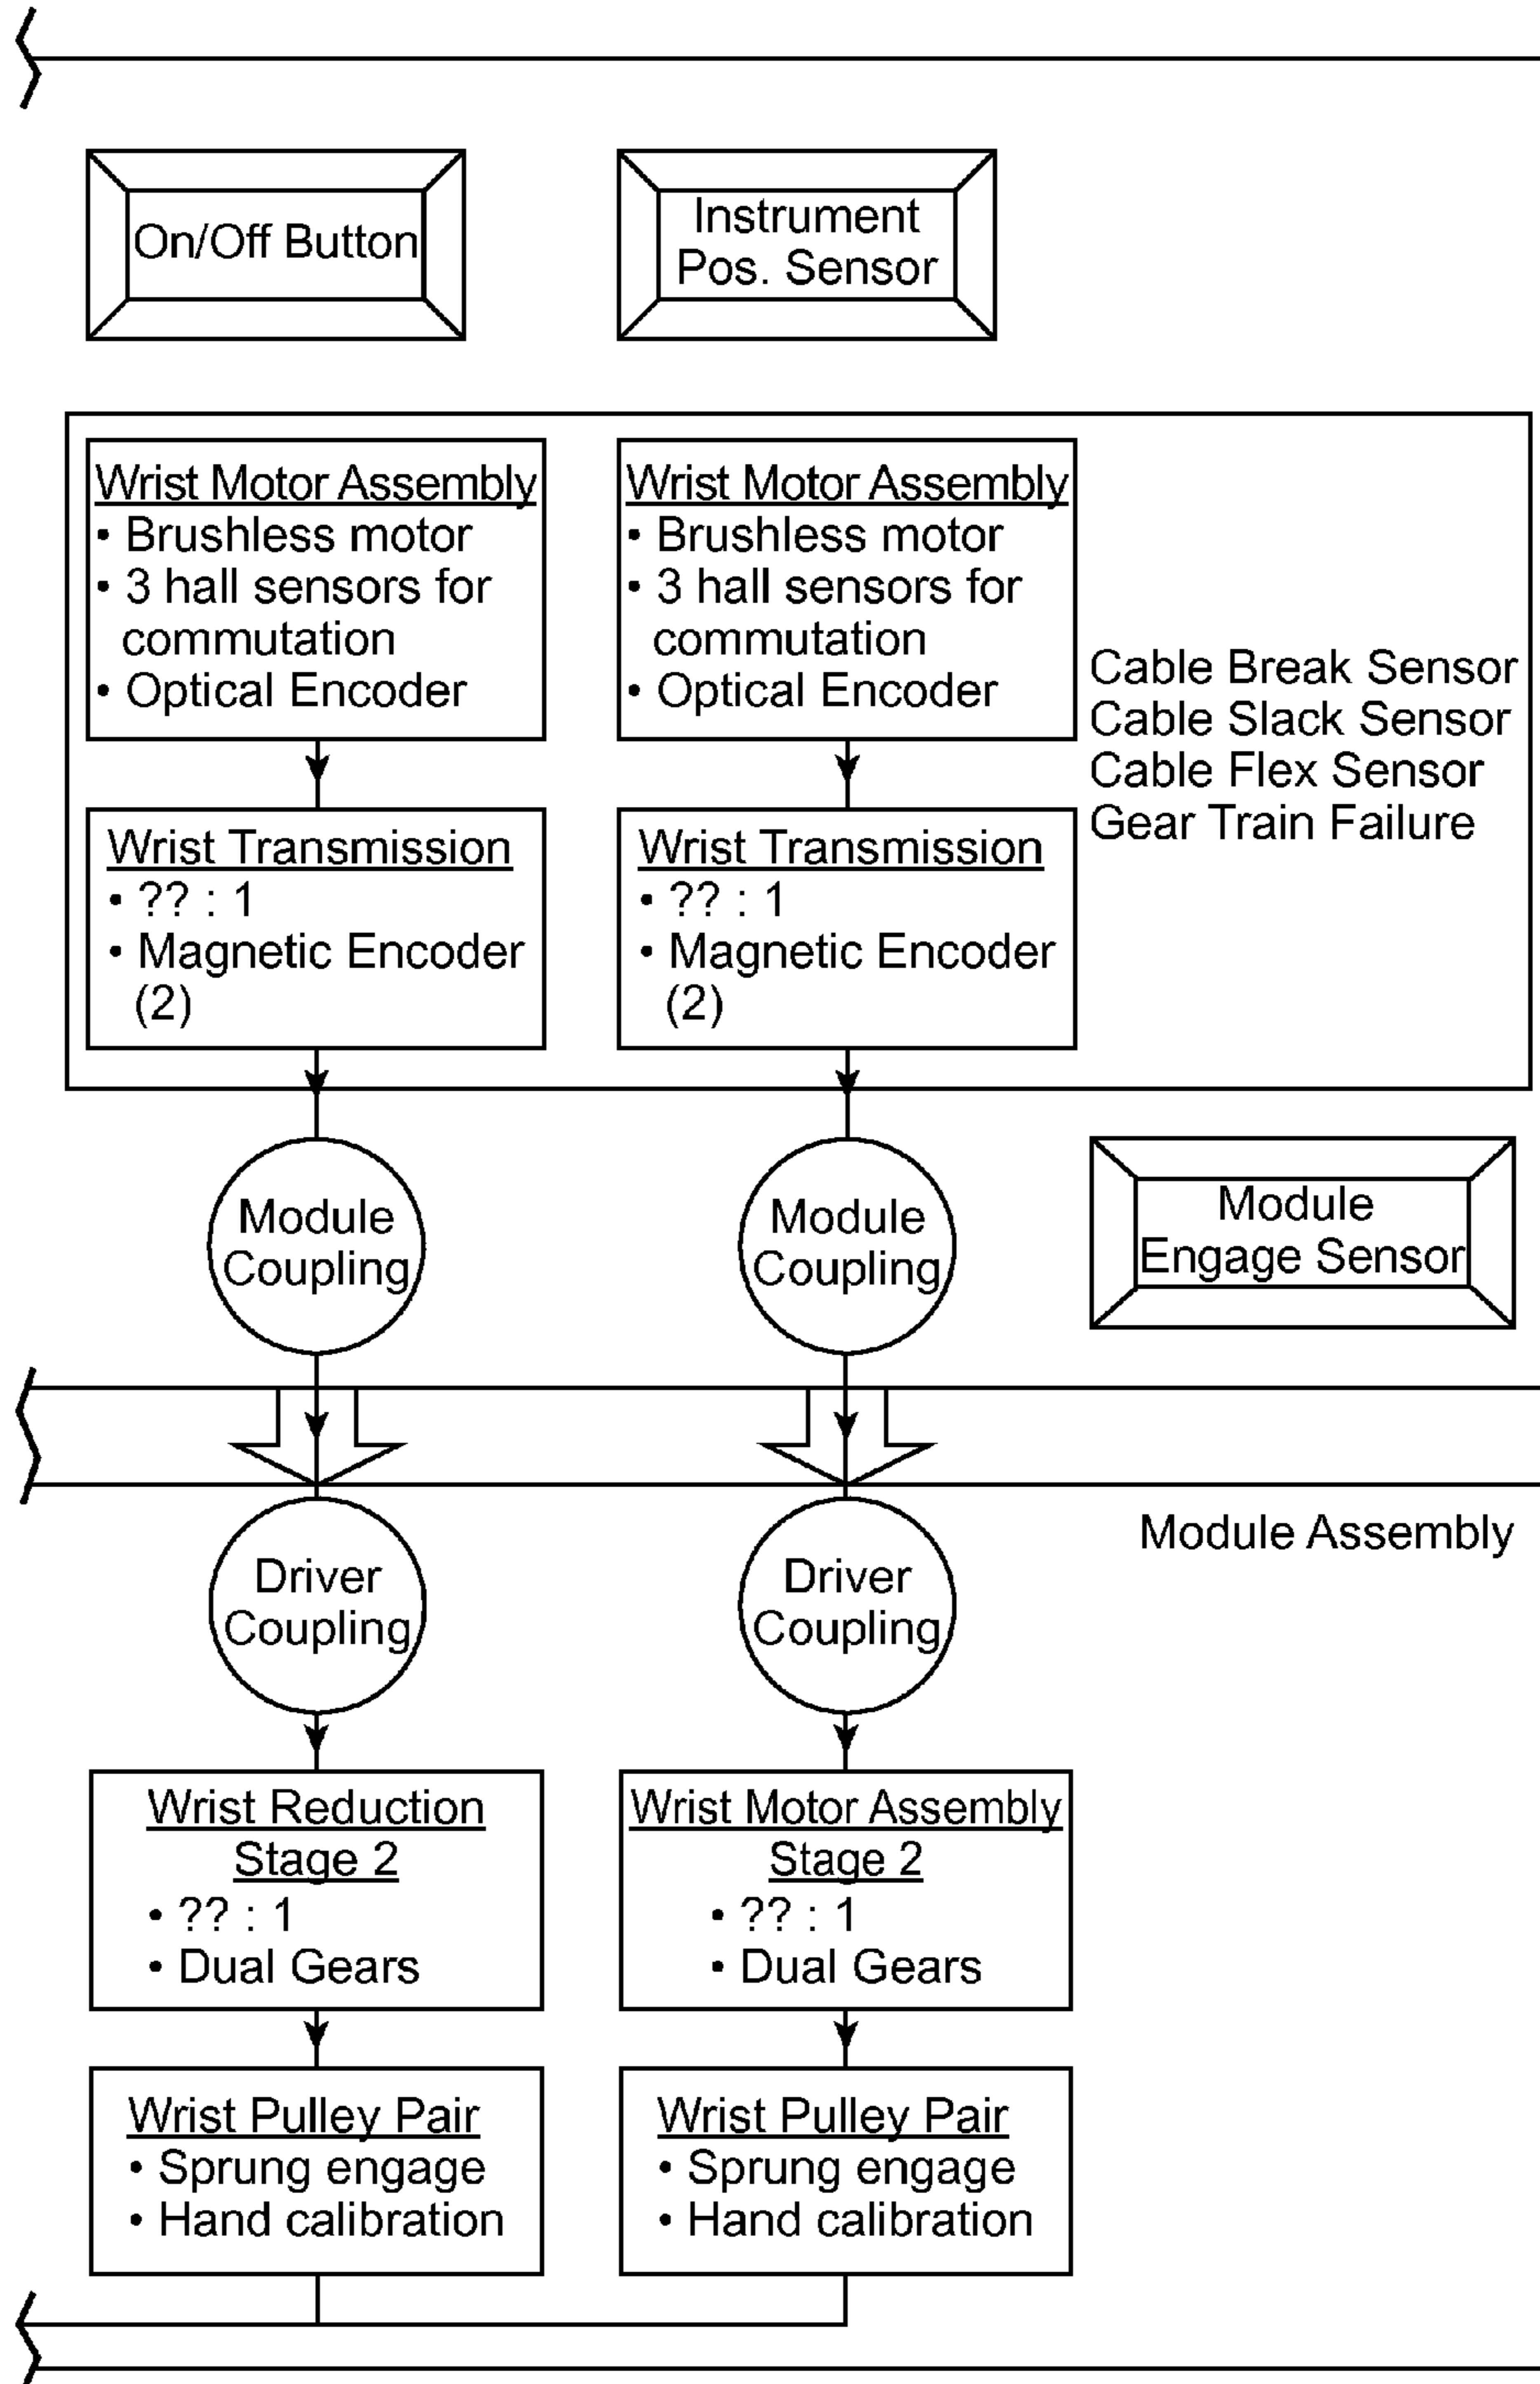 On/Off Button
Instrument
Pos. Sensor
Wrist Motor Assembly
• Brushless motor
• 3 hall sensors for
commutation
• Optical Encoder
Wrist Motor Assembly
• Brushless motor
• 3 hall sensors for
commutation
• Optical Encoder
Cable Break Sensor
Cable Slack Sensor
Cable Flex Sensor
Gear Train Failure
Wrist Transmission
• ?? : 1
• Magnetic Encoder
(2)
Wrist Transmission
• ?? : 1
• Magnetic Encoder
(2)
Module
Coupling
Module
Coupling
Module
Engage Sensor
Module Assembly
Driver
Coupling
Driver
Coupling
Wrist Reduction
Stage 2
• ?? : 1
• Dual Gears
Wrist Motor Assembly
Stage 2
• ?? : 1
• Dual Gears
Wrist Pulley Pair
• Sprung engage
• Hand calibration
Wrist Pulley Pair
• Sprung engage
• Hand calibration